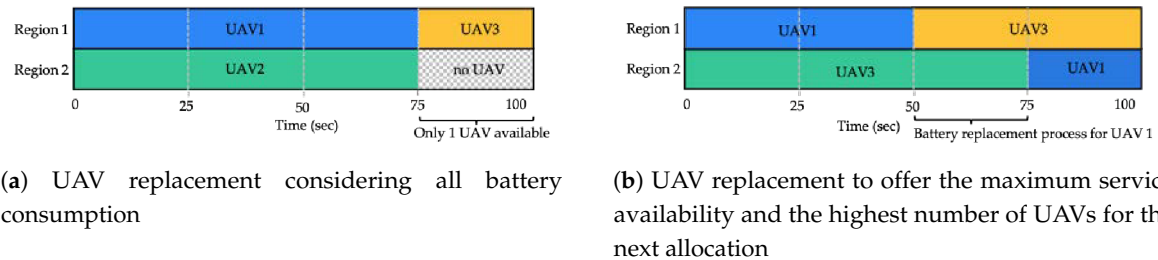 Region 1 UAV1 UAV3
Region 2 UAV2 no UAV
0 25 50 75 100
Time (sec)
Only 1 UAV available
(a) UAV replacement considering all battery
consumption
Region 1 UAV1 UAV3
Region 2 UAV3 UAV1
0 25 50 75 100
Time (sec)
Battery replacement process for UAV 1
(b) UAV replacement to offer the maximum servic
availability and the highest number of UAVs for th
next allocation